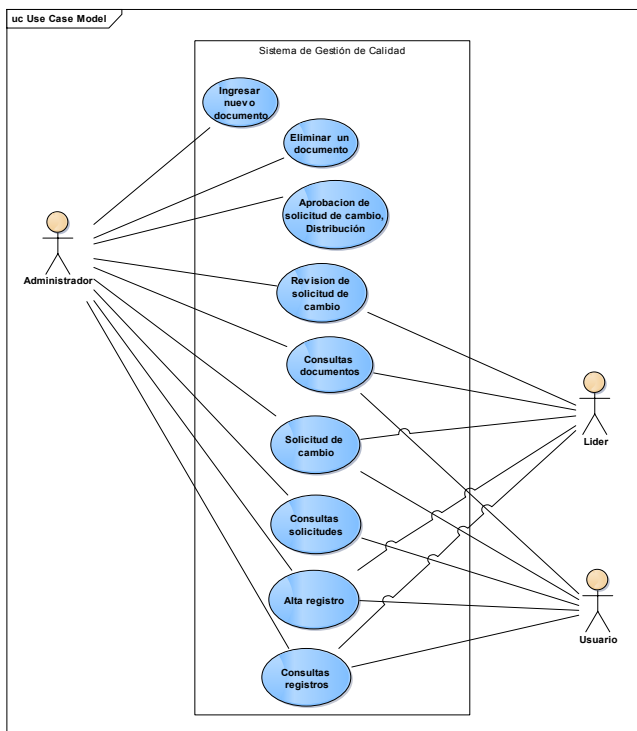 uc Use Case Model
Sistema de Gestión de Calidad
Ingresar
nuevo
documento
Eliminar un
documento
Aprobacion de
solicitud de cambio,
Distribución
Administrador
Revision de
solicitud de
cambio
Consultas
documentos
Lider
Solicitud de
cambio
Consultas
solicitudes
Alta registro
Usuario
Consultas
registros